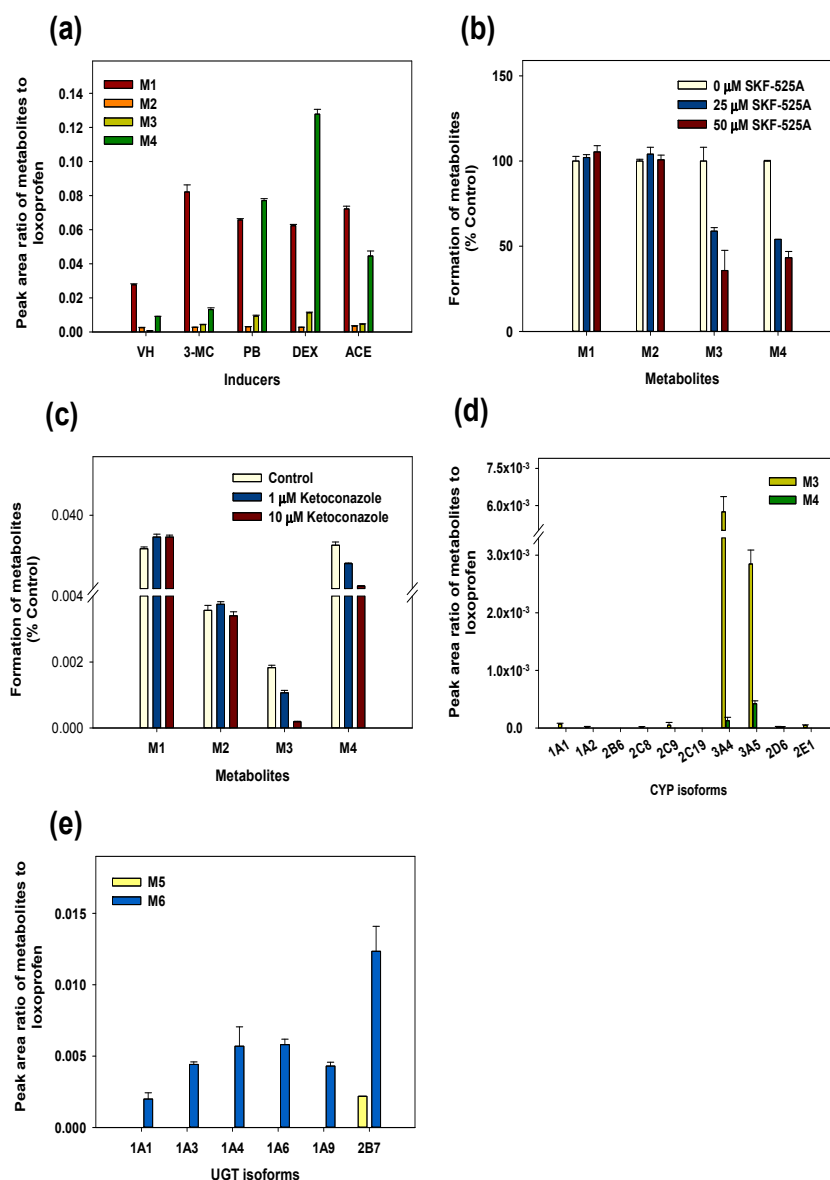 (a)
M1
M2
M3
M4
0.14
0.12
0.10
0.08
0.06
0.04
0.02
0.00
Peak area ratio of metabolites to
loxoprofen
VH 3-MC PB DEX ACE
Inducers
(b)
0 µM SKF-525A
25 µM SKF-525A
50 µM SKF-525A
150
100
50
0
Formation of metabolites
(% Control)
M1 M2 M3 M4
Metabolites
(c)
Control
1 µM Ketoconazole
10 µM Ketoconazole
0.040
0.004
0.002
0.000
Formation of metabolites
(% Control)
M1 M2 M3 M4
Metabolites
(d)
M3
M4
7.5x10-3
6.0x10-3
3.0x10-3
1.0x10-3
0.0
Peak area ratio of metabolites to
loxoprofen
1A1 1A2 2B6 2C8 2C9 2C19 3A4 3A5 2D6 2E1
CYP isoforms
(e)
M5
M6
0.015
0.010
0.005
0.000
Peak area ratio of metabolites to
loxoprofen
1A1 1A3 1A4 1A6 1A9 2B7
UGT isoforms